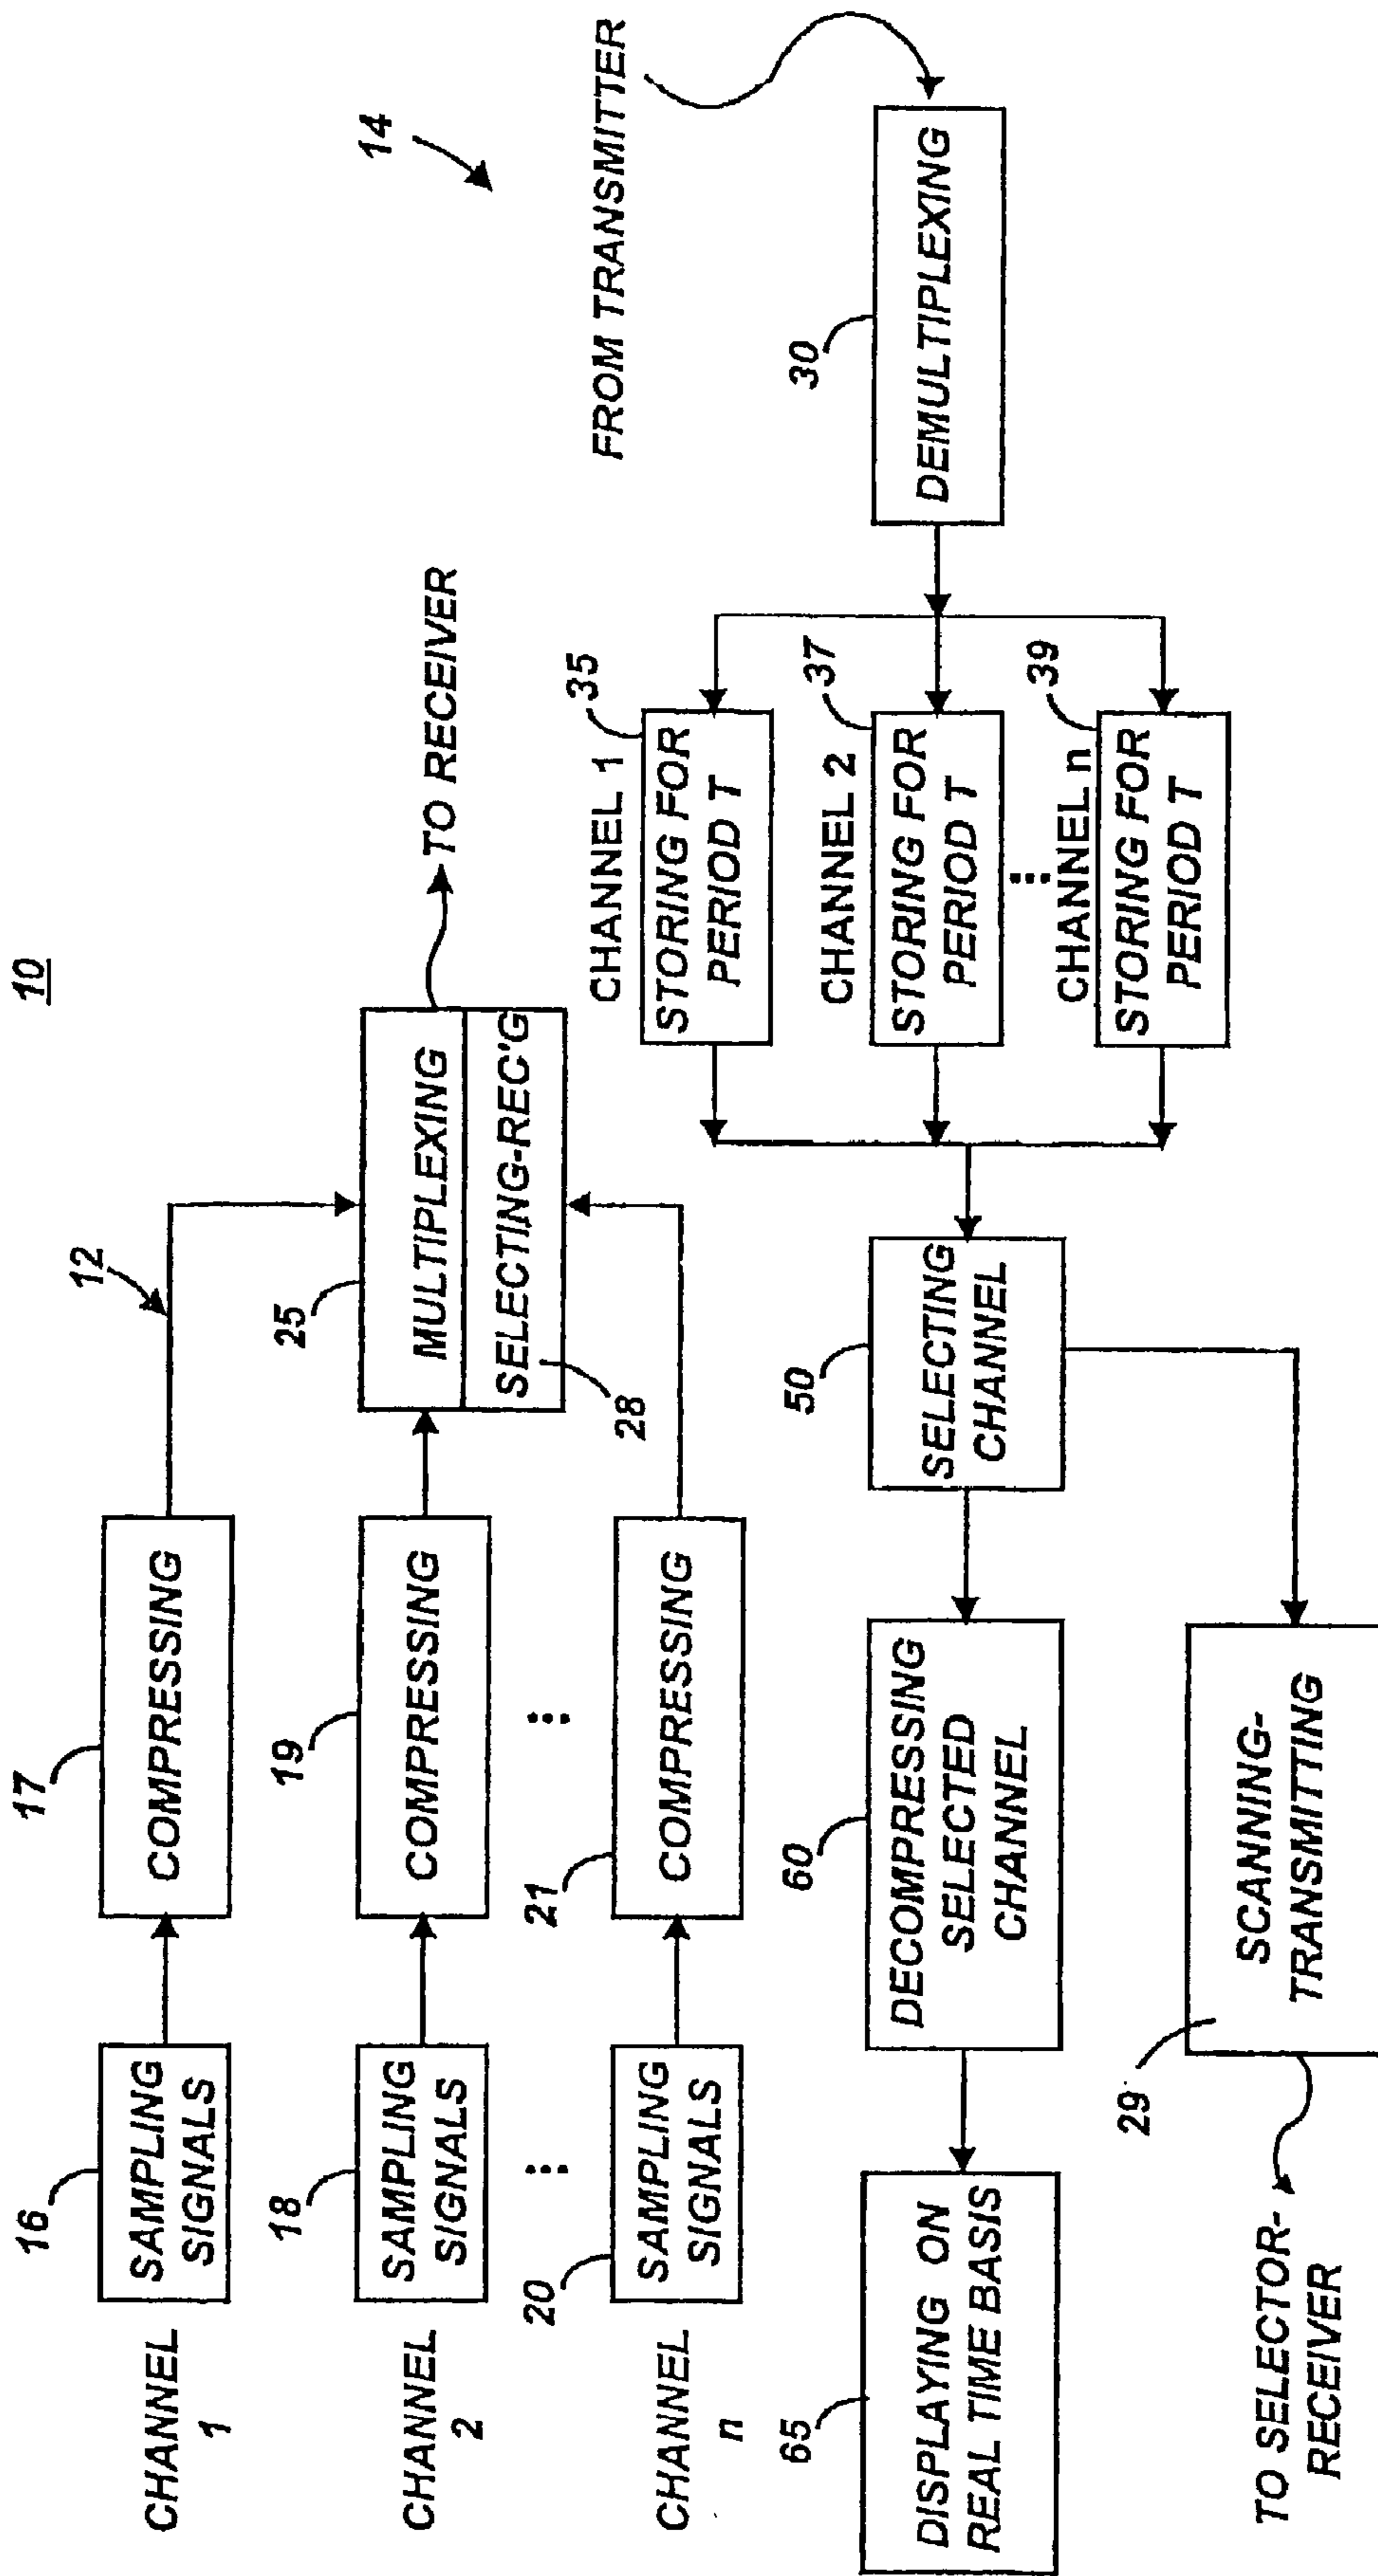 10
12
16
17
CHANNEL
1
SAMPLING
SIGNALS
COMPRESSING
18
19
25
CHANNEL
2
SAMPLING
SIGNALS
COMPRESSING
MULTIPLEXING
SELECTING-REC'G
28
TO RECEIVER
⋮
⋮
20
21
CHANNEL
n
SAMPLING
SIGNALS
COMPRESSING
14
FROM TRANSMITTER
30
DEMULTIPLEXING
CHANNEL 1
35
STORING FOR
PERIOD T
CHANNEL 2
37
STORING FOR
PERIOD T
⋮
CHANNEL n
39
STORING FOR
PERIOD T
50
SELECTING
CHANNEL
60
DECOMPRESSING
SELECTED
CHANNEL
65
DISPLAYING ON
REAL TIME BASIS
29
SCANNING-
TRANSMITTING
TO SELECTOR-
RECEIVER